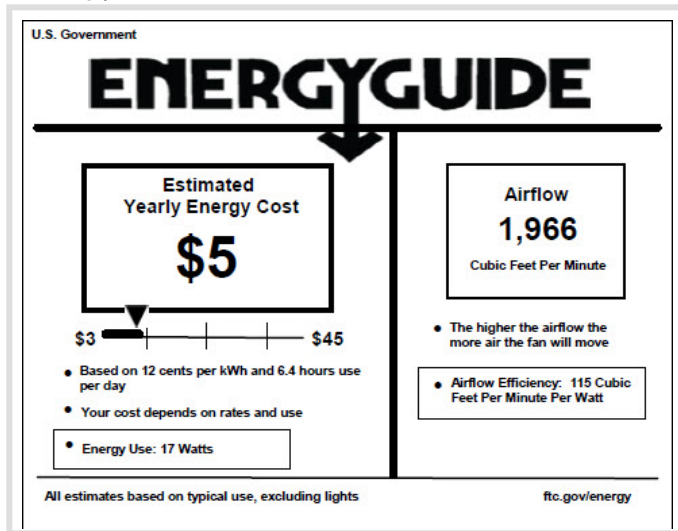 U.S. Government
ENERGYGUIDE
Estimated
Yearly Energy Cost
$5
$3
$45
• Based on 12 cents per kWh and 6.4 hours use
per day
• Your cost depends on rates and use
• Energy Use: 17 Watts
Airflow
1,966
Cubic Feet Per Minute
• The higher the airflow the
more air the fan will move
• Airflow Efficiency: 115 Cubic
Feet Per Minute Per Watt
All estimates based on typical use, excluding lights
ftc.gov/energy